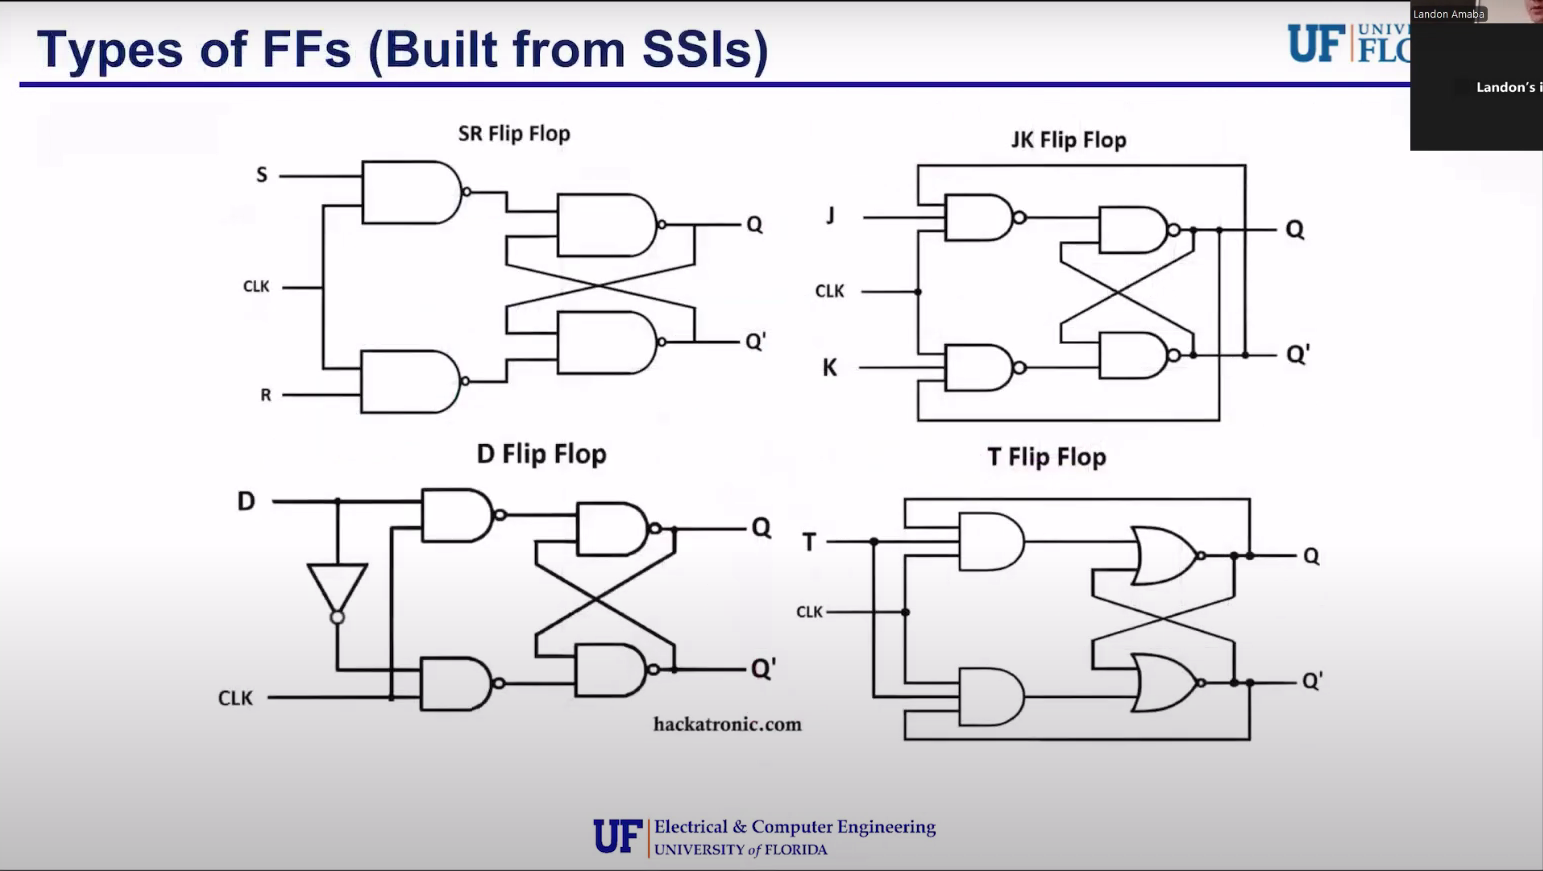 Landon Amaba
Types of FFs (Built from SSIs)
UF
Landon's
SR Flip Flop
S
CLK
R
Q
Q'
JK Flip Flop
J
CLK
K
Q
Q'
D Flip Flop
D
CLK
Q
Q'
hackatronic.com
T Flip Flop
T
CLK
Q
Q'
UF Electrical & Computer Engineering
UNIVERSITY of FLORIDA